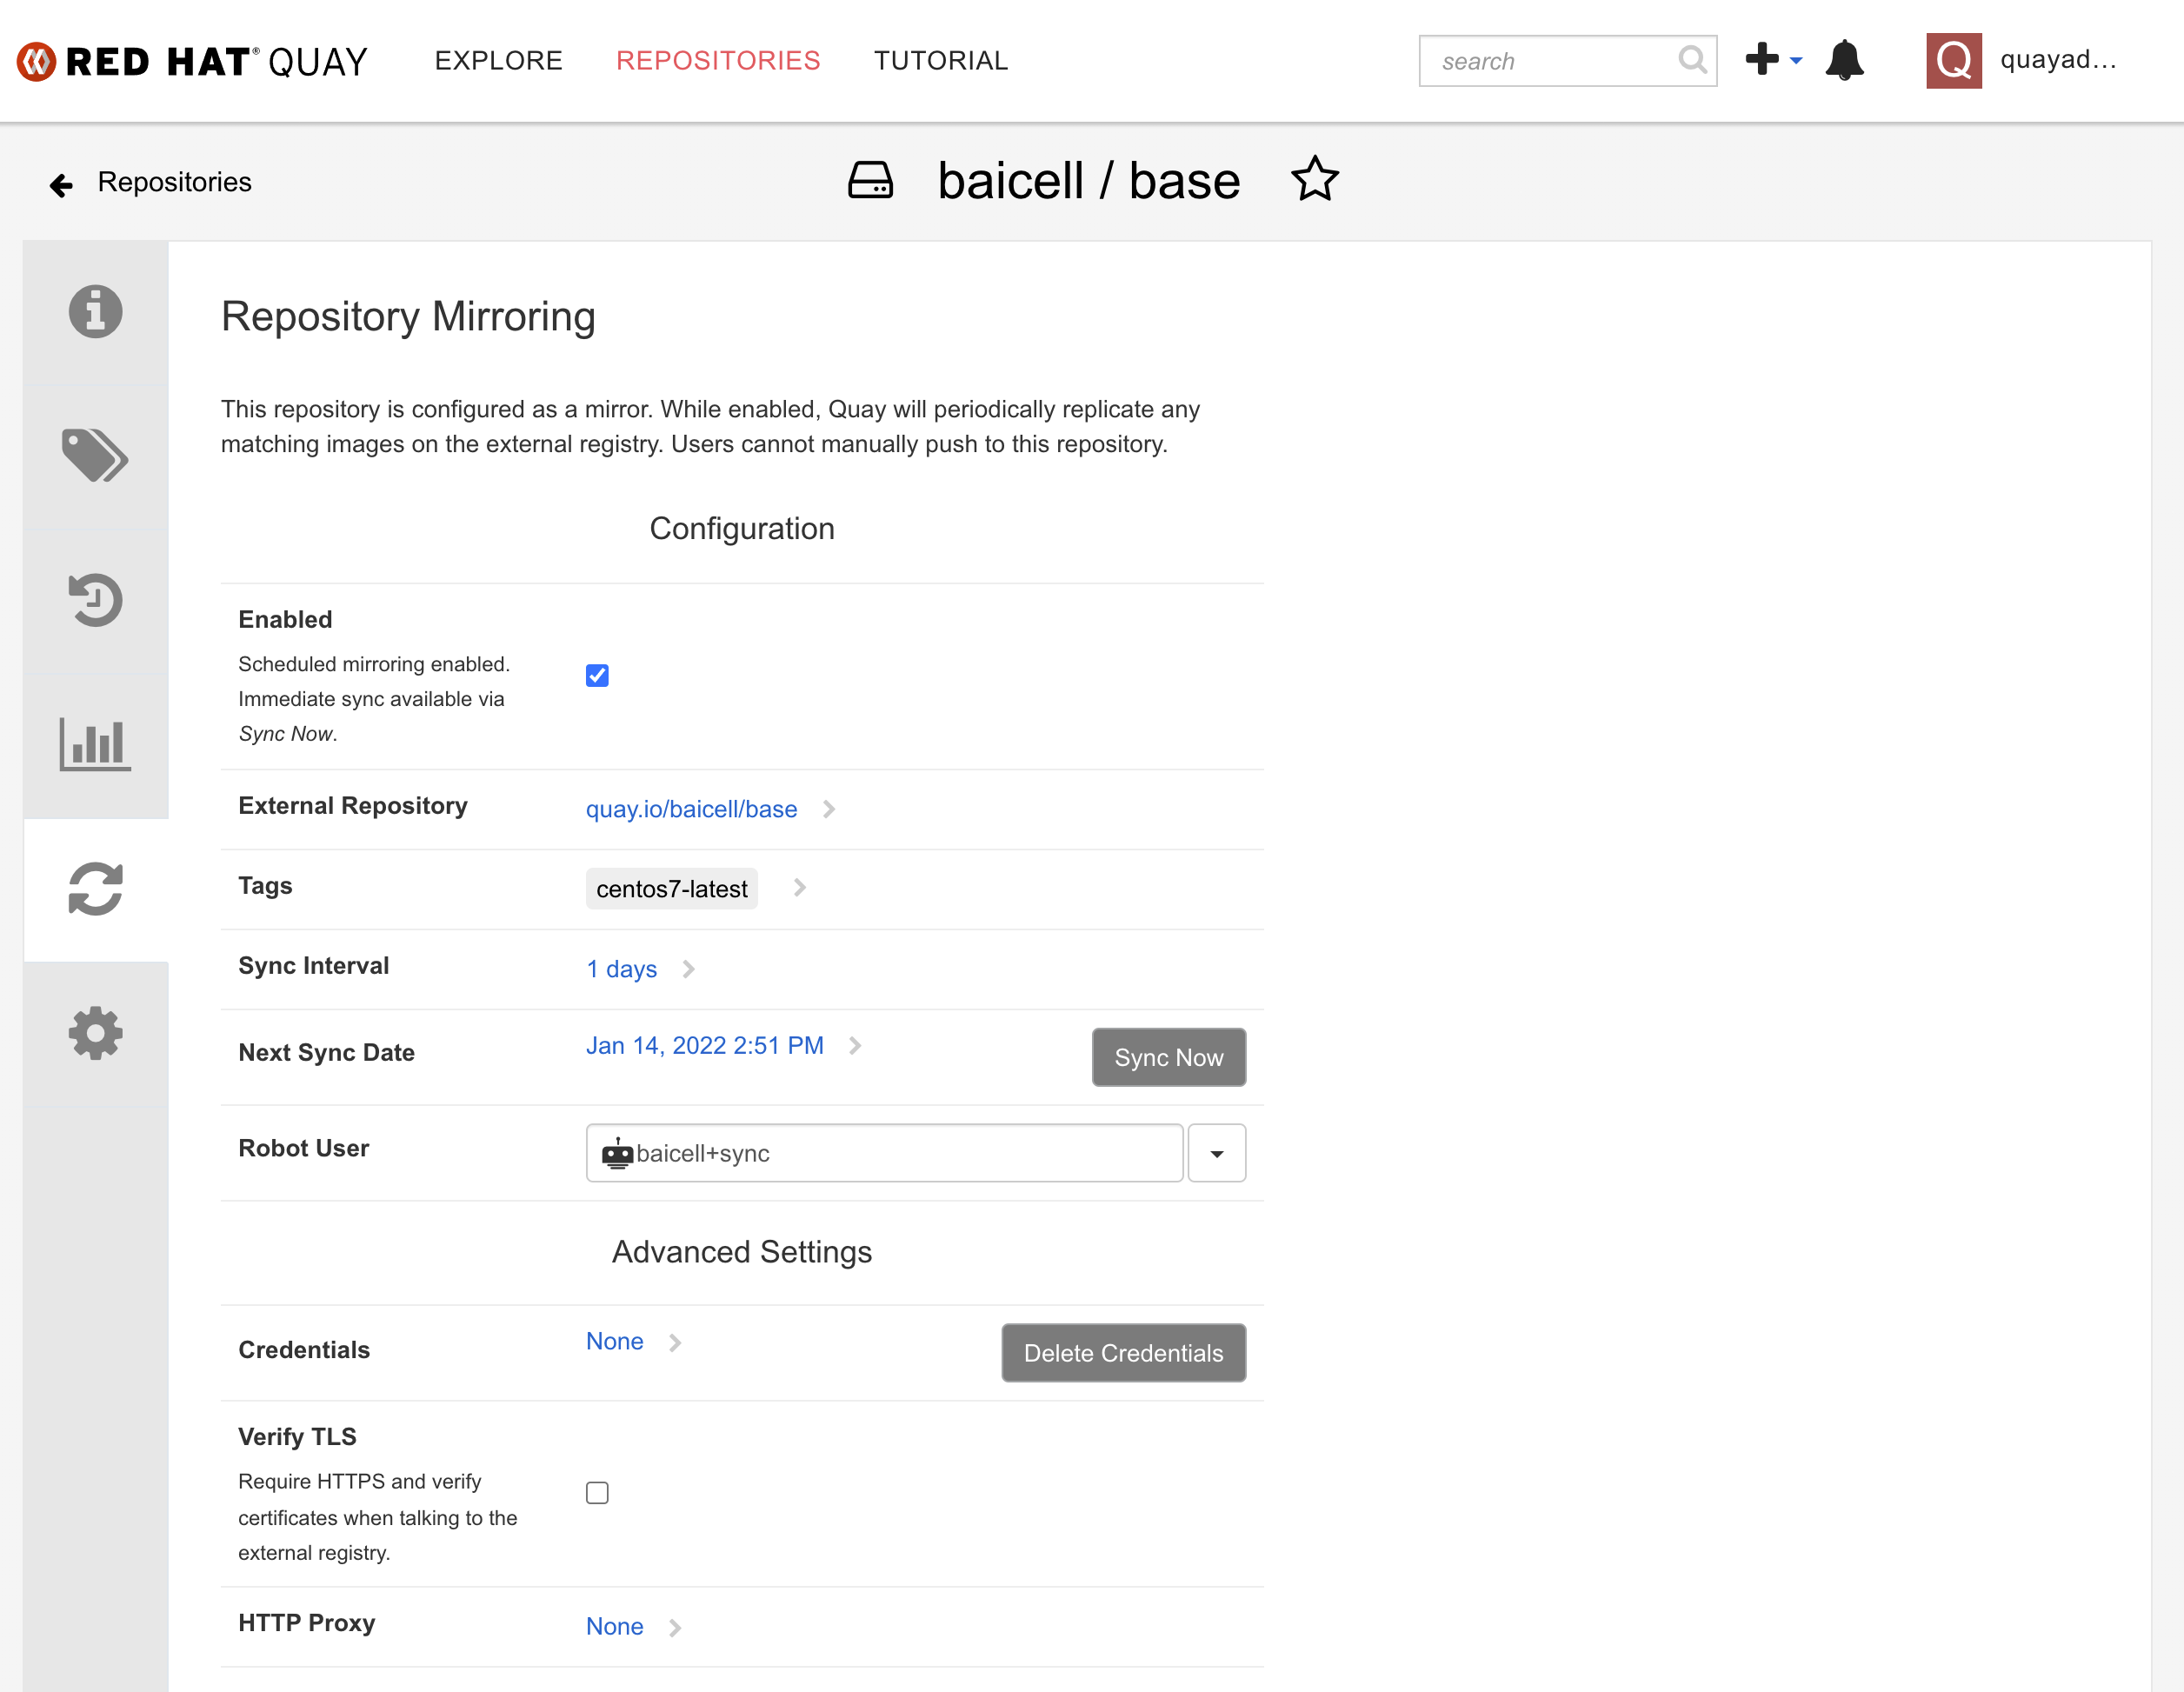 RED HAT® QUAY EXPLORE REPOSITORIES TUTORIAL search Q quayad...
Repositories baicell / base
Repository Mirroring
This repository is configured as a mirror. While enabled, Quay will periodically replicate any
matching images on the external registry. Users cannot manually push to this repository.
Configuration
Enabled
Scheduled mirroring enabled.
Immediate sync available via
Sync Now.
External Repository quay.io/baicell/base
Tags centos7-latest
Sync Interval 1 days
Next Sync Date Jan 14, 2022 2:51 PM Sync Now
Robot User baicell+sync
Advanced Settings
Credentials None Delete Credentials
Verify TLS
Require HTTPS and verify
certificates when talking to the
external registry.
HTTP Proxy None